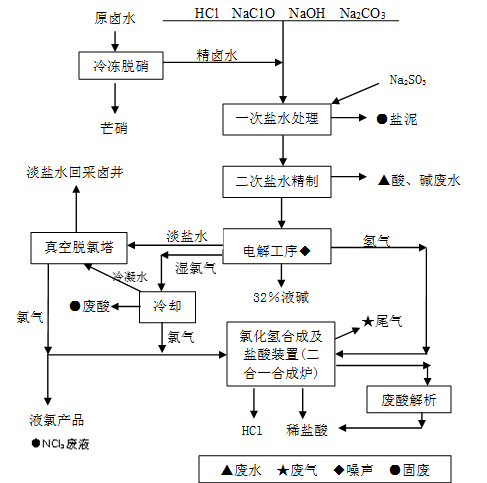 原卤水
HCl NaClO NaOH Na₂CO₃
精卤水
冷冻脱硝
Na₂SO₃
芒硝
一次盐水处理
●盐泥
淡盐水回采卤井
二次盐水精制
▲酸、碱废水
真空脱氯塔
淡盐水
电解工序◆
氢气
湿氯气
冷凝水
32％液碱
●废酸
冷却
氯气
氯气
氯化氢合成及
盐酸装置(二
合一合成炉)
★尾气
废酸解析
液氯产品
●NCl₃废液
HCl
稀盐酸
▲废水 ★废气 ◆噪声 ●固废